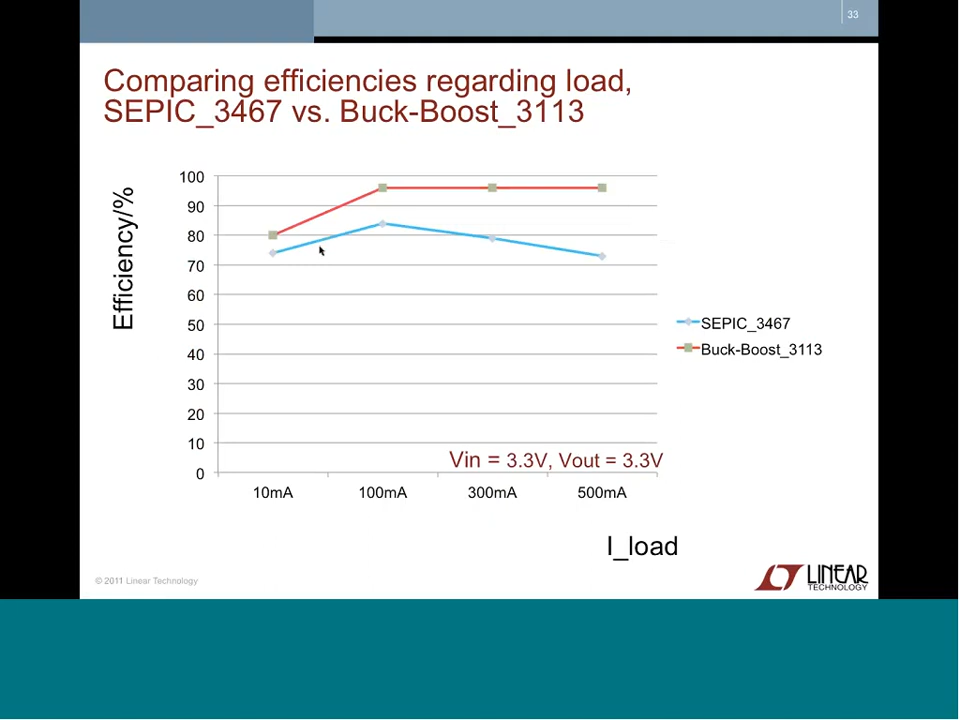 33
Comparing efficiencies regarding load,
SEPIC_3467 vs. Buck-Boost_3113
Efficiency/%
100
90
80
70
60
50
40
30
20
10
0
10mA
100mA
300mA
500mA
SEPIC_3467
Buck-Boost_3113
Vin = 3.3V, Vout = 3.3V
I_load
© 2011 Linear Technology
LINEAR
TECHNOLOGY